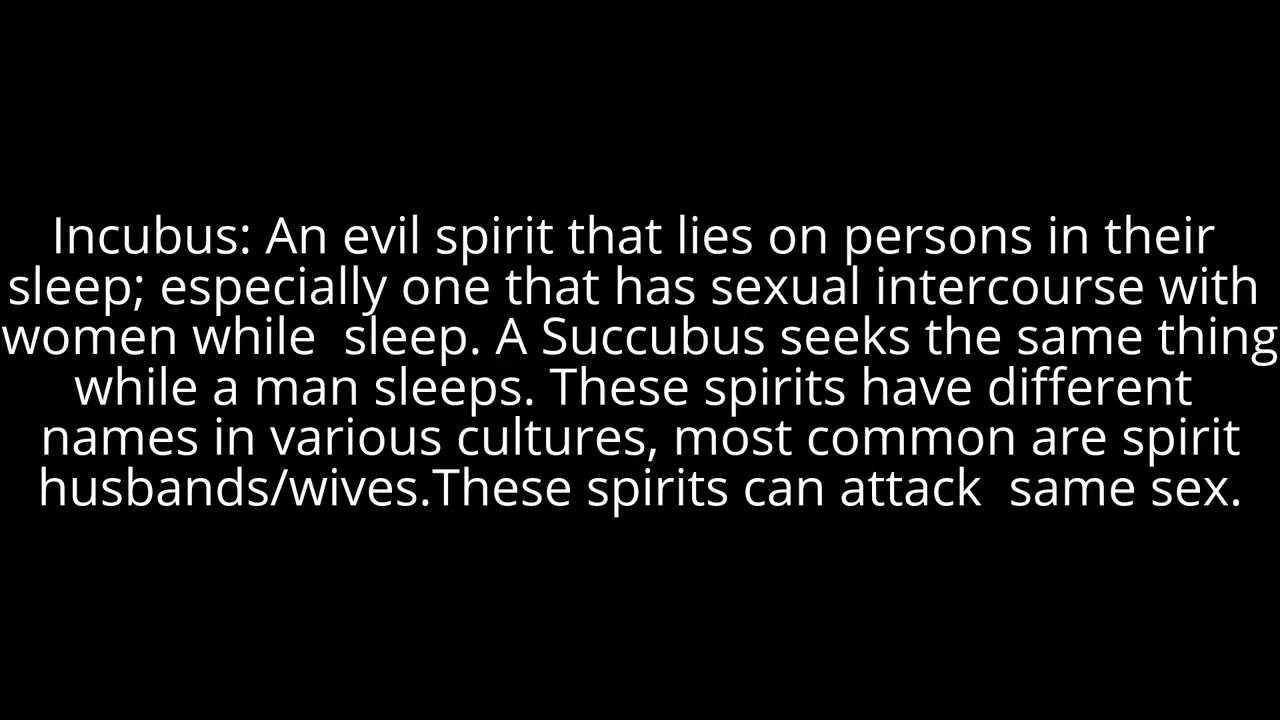 Incubus: An evil spirit that lies on persons in their
sleep; especially one that has sexual intercourse with
women while  sleep. A Succubus seeks the same thing
while a man sleeps. These spirits have different
names in various cultures, most common are spirit
husbands/wives.These spirits can attack  same sex.